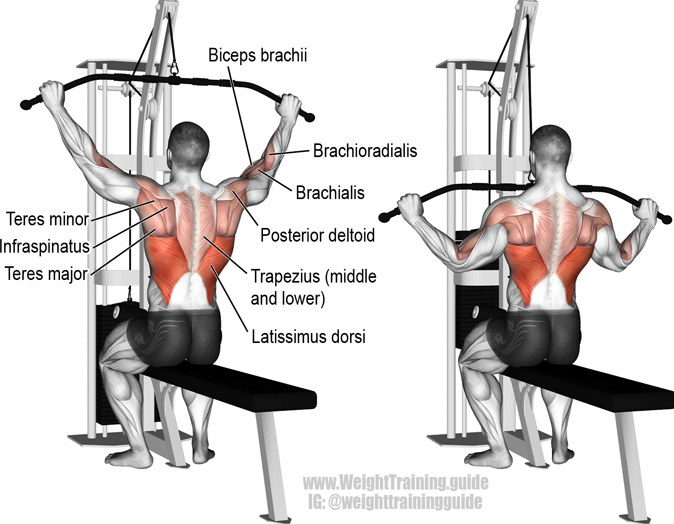 Biceps brachii
Brachioradialis
Brachialis
Teres minor
Posterior deltoid
Infraspinatus
Teres major
Trapezius (middle
and lower)
Latissimus dorsi
www.WeightTraining.guide
IG: @weighttrainingguide